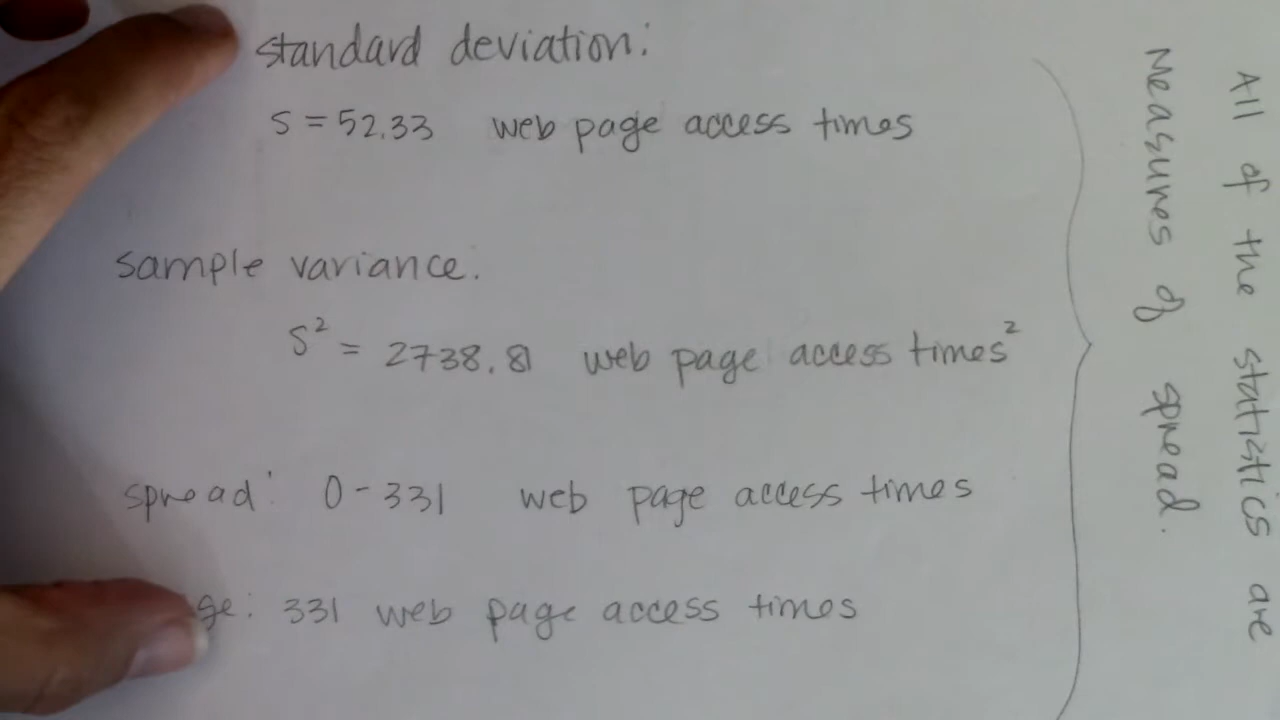 standard deviation:
s = 52.33 web page access times
sample variance.
s² = 2738.81 web page access times²
spread: 0-331 web page access times
ge: 331 web page access times
All of the statistics are
Measures of spread.